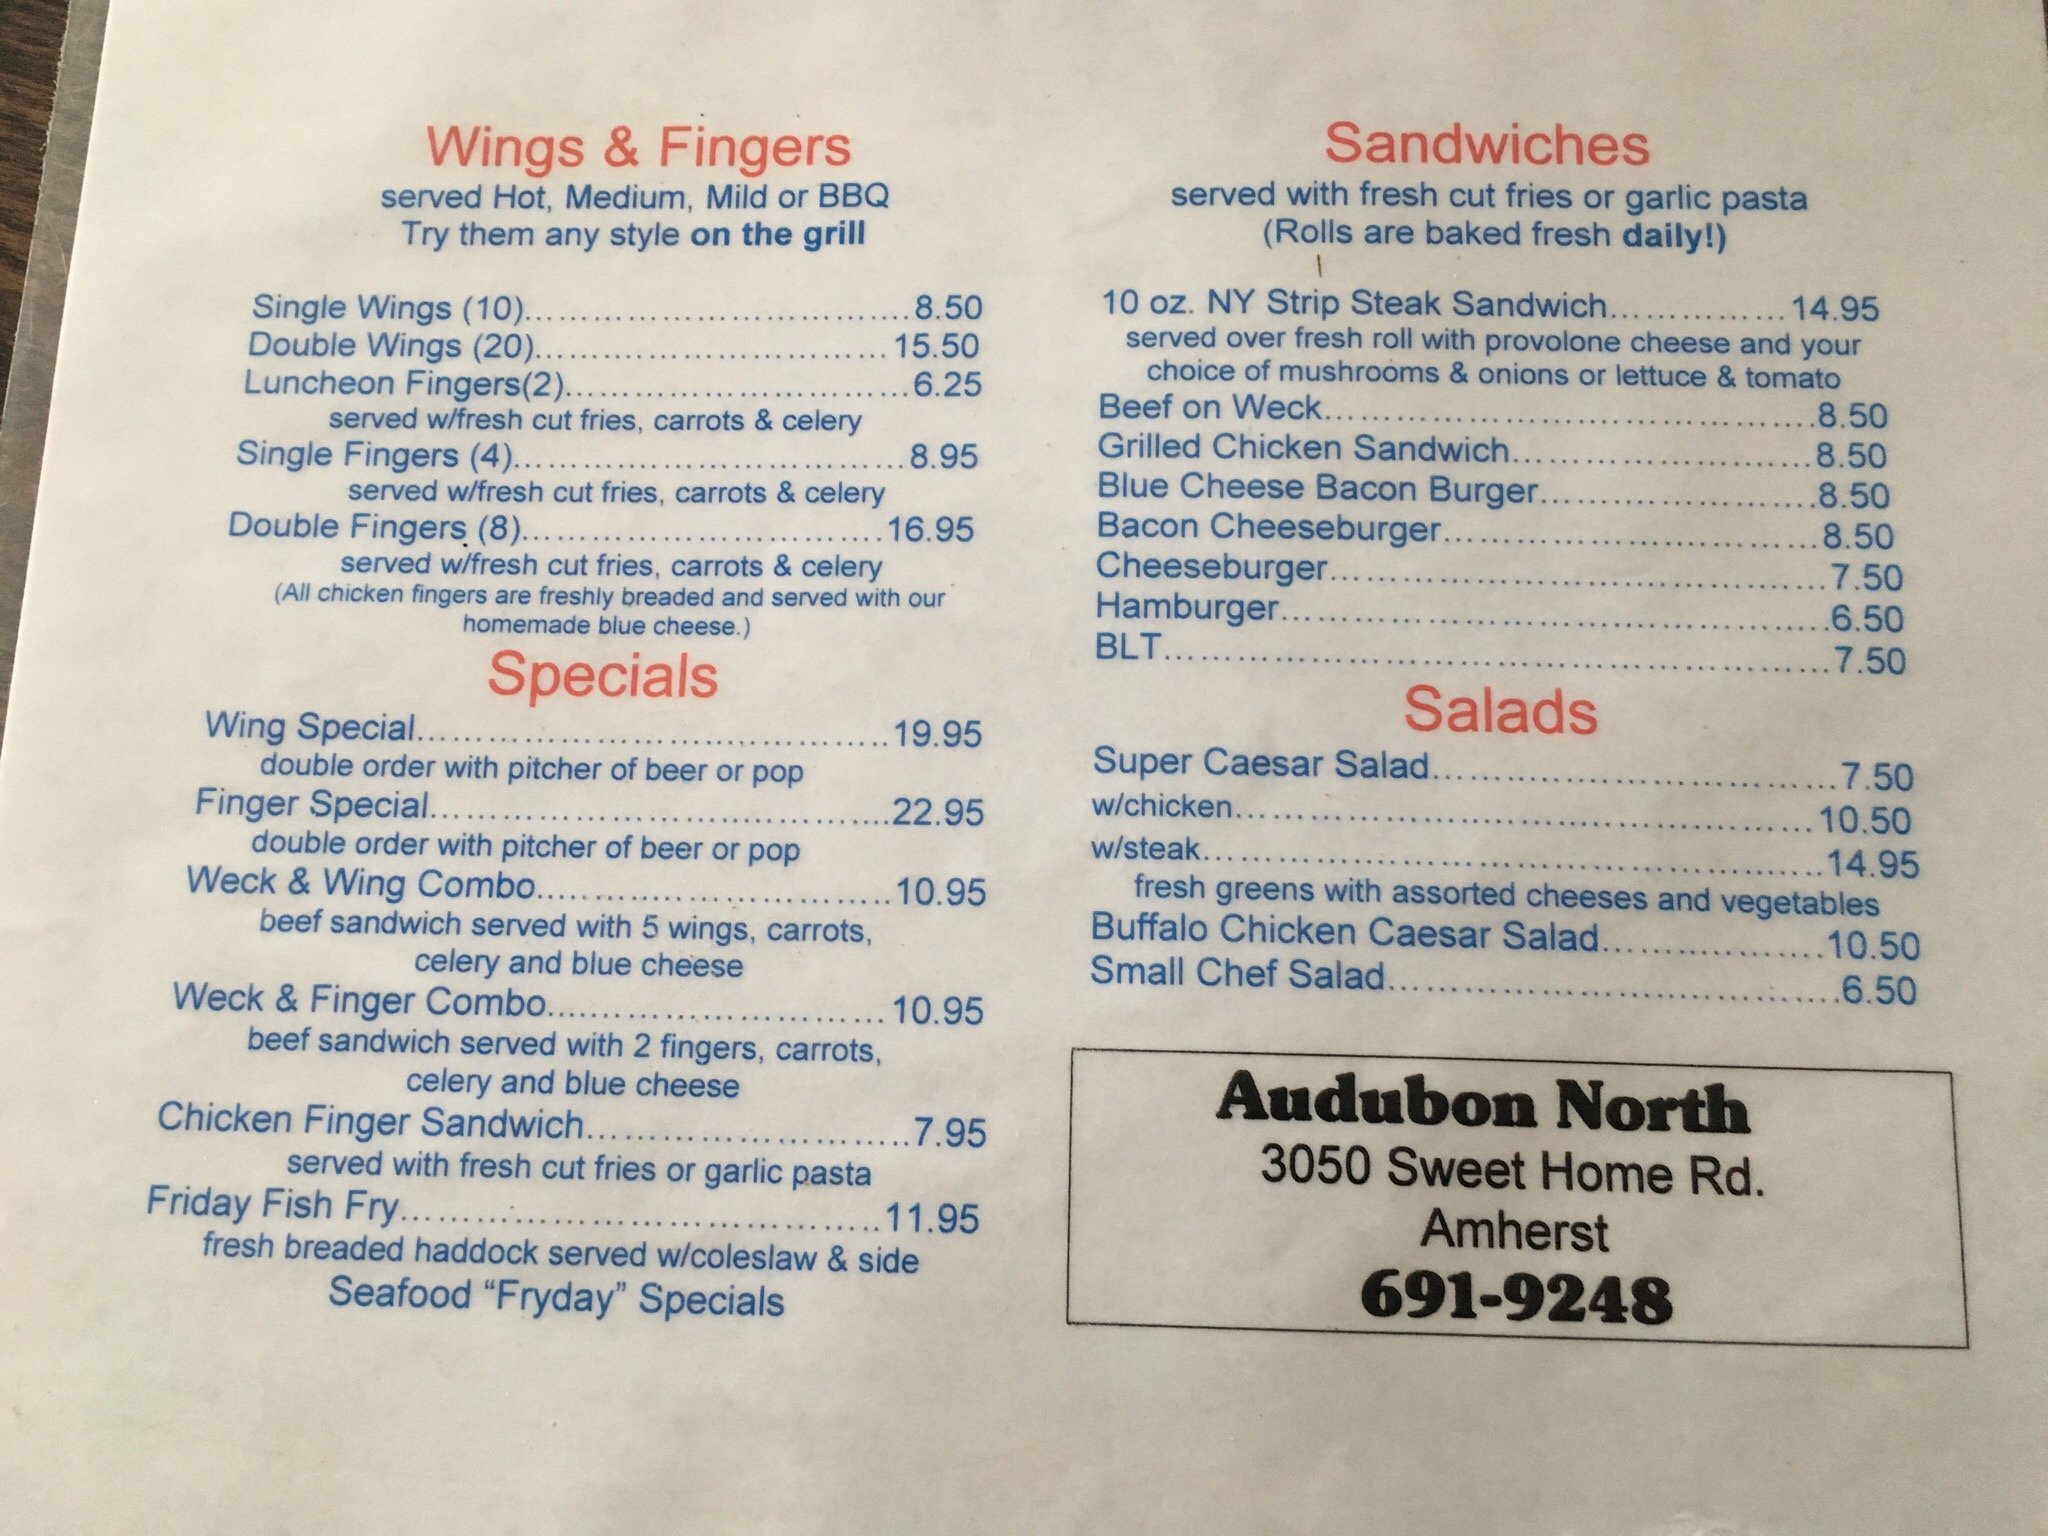 Wings & Fingers
served Hot, Medium, Mild or BBQ
Try them any style on the grill
Single Wings (10)........................................8.50
Double Wings (20)..................................15.50
Luncheon Fingers(2)..................................6.25
served w/fresh cut fries, carrots & celery
Single Fingers (4)........................................8.95
served w/fresh cut fries, carrots & celery
Double Fingers (8)....................................16.95
served w/fresh cut fries, carrots & celery
(All chicken fingers are freshly breaded and served with our
homemade blue cheese.)
Specials
Wing Special................................................19.95
double order with pitcher of beer or pop
Finger Special..............................................22.95
double order with pitcher of beer or pop
Weck & Wing Combo..................................10.95
beef sandwich served with 5 wings, carrots,
celery and blue cheese
Weck & Finger Combo................................10.95
beef sandwich served with 2 fingers, carrots,
celery and blue cheese
Chicken Finger Sandwich..............................7.95
served with fresh cut fries or garlic pasta
Friday Fish Fry..............................................11.95
fresh breaded haddock served w/coleslaw & side
Seafood “Fryday” Specials
Sandwiches
served with fresh cut fries or garlic pasta
(Rolls are baked fresh daily!)
10 oz. NY Strip Steak Sandwich................14.95
served over fresh roll with provolone cheese and your
choice of mushrooms & onions or lettuce & tomato
Beef on Weck................................................8.50
Grilled Chicken Sandwich..............................8.50
Blue Cheese Bacon Burger............................8.50
Bacon Cheeseburger......................................8.50
Cheeseburger................................................7.50
Hamburger....................................................6.50
BLT................................................................7.50
Salads
Super Caesar Salad........................................7.50
w/chicken....................................................10.50
w/steak........................................................14.95
fresh greens with assorted cheeses and vegetables
Buffalo Chicken Caesar Salad......................10.50
Small Chef Salad............................................6.50
Audubon North
3050 Sweet Home Rd.
Amherst
691-9248